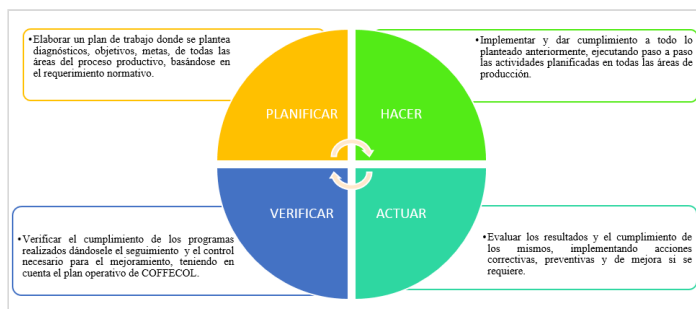 •Elaborar un plan de trabajo donde se plantea
diagnósticos, objetivos, metas, de todas las
áreas del proceso productivo, basándose en
el requerimiento normativo.
PLANIFICAR
HACER
•Implementar y dar cumplimiento a todo lo
planteado anteriormente, ejecutando paso a paso
las actividades planificadas en todas las áreas de
producción.
•Verificar el cumplimiento de los programas
realizados dándosele el seguimiento y el control
necesario para el mejoramiento, teniendo en
cuenta el plan operativo de COFFECOL.
VERIFICAR
ACTUAR
•Evaluar los resultados y el cumplimiento de
los mismos, implementando acciones
correctivas, preventivas y de mejora si se
requiere.